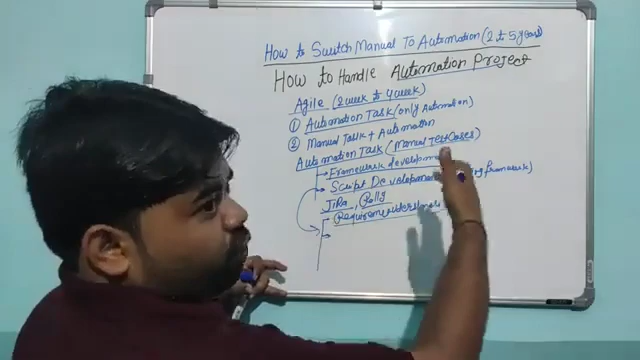 How to Switch Manual To Automation (2 to 5 years)
How to Handle Automation Project
Agile (2 week to 4 week)
① Automation Task (only Automation)
② Manual Task + Automation
Automation Task (Manual Test Cases)
Framework develop
Script Development framework)
JIRA, Rally